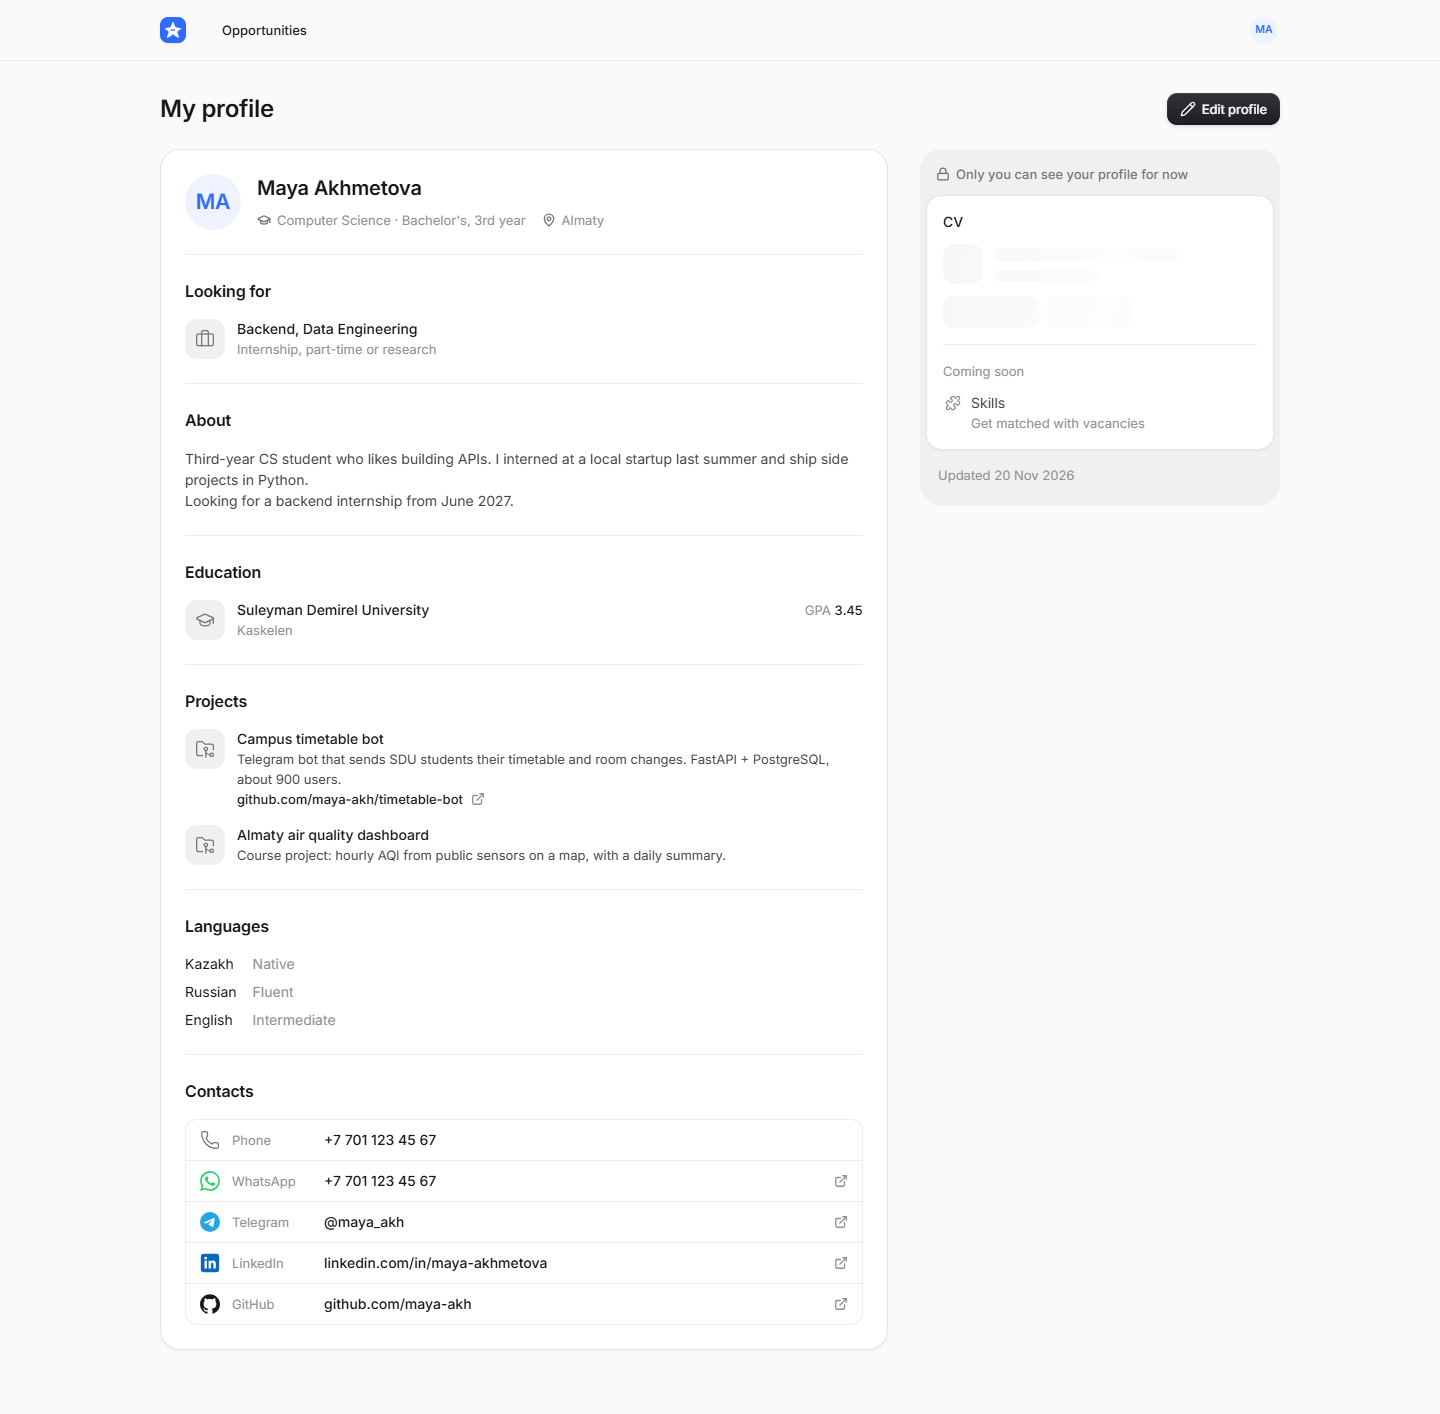 Opportunities
MA
My profile
Edit profile
MA
Maya Akhmetova
Computer Science · Bachelor's, 3rd year
Almaty
Looking for
Backend, Data Engineering
Internship, part-time or research
About
Third-year CS student who likes building APIs. I interned at a local startup last summer and ship side
projects in Python.
Looking for a backend internship from June 2027.
Education
Suleyman Demirel University
GPA 3.45
Kaskelen
Projects
Campus timetable bot
Telegram bot that sends SDU students their timetable and room changes. FastAPI + PostgreSQL,
about 900 users.
github.com/maya-akh/timetable-bot
Almaty air quality dashboard
Course project: hourly AQI from public sensors on a map, with a daily summary.
Languages
Kazakh Native
Russian Fluent
English Intermediate
Contacts
Phone +7 701 123 45 67
WhatsApp +7 701 123 45 67
Telegram @maya_akh
LinkedIn linkedin.com/in/maya-akhmetova
GitHub github.com/maya-akh
Only you can see your profile for now
CV
Coming soon
Skills
Get matched with vacancies
Updated 20 Nov 2026